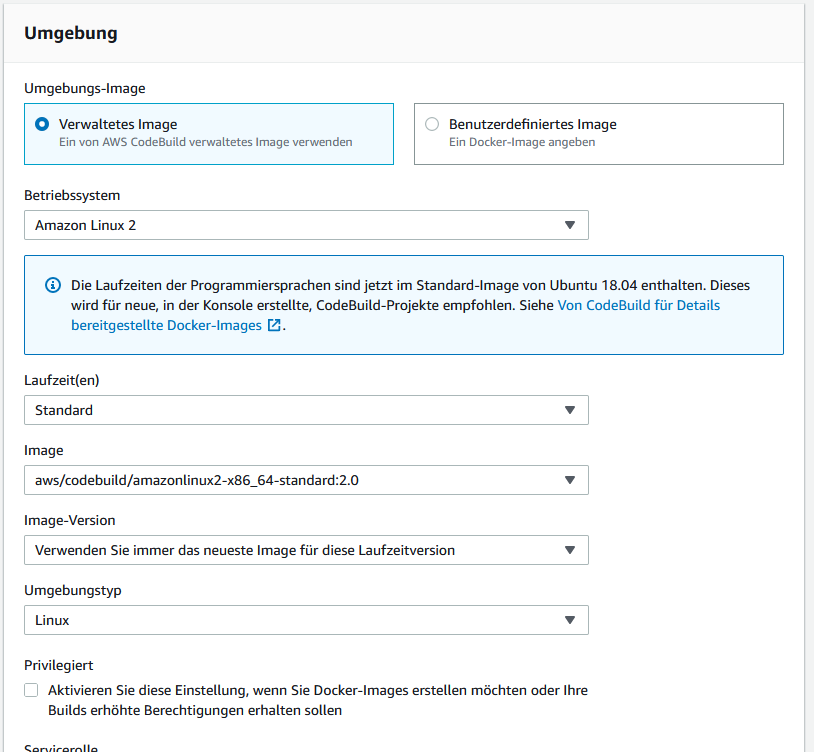 Umgebung
Umgebungs-Image
Verwaltetes Image
Ein von AWS CodeBuild verwaltetes Image verwenden
Benutzerdefiniertes Image
Ein Docker-Image angeben
Betriebssystem
Amazon Linux 2
Die Laufzeiten der Programmiersprachen sind jetzt im Standard-Image von Ubuntu 18.04 enthalten. Dieses
wird für neue, in der Konsole erstellte, CodeBuild-Projekte empfohlen. Siehe Von CodeBuild für Details
bereitgestellte Docker-Images.
Laufzeit(en)
Standard
Image
aws/codebuild/amazonlinux2-x86_64-standard:2.0
Image-Version
Verwenden Sie immer das neueste Image für diese Laufzeitversion
Umgebungstyp
Linux
Privilegiert
Aktivieren Sie diese Einstellung, wenn Sie Docker-Images erstellen möchten oder Ihre
Builds erhöhte Berechtigungen erhalten sollen
Servicerolle